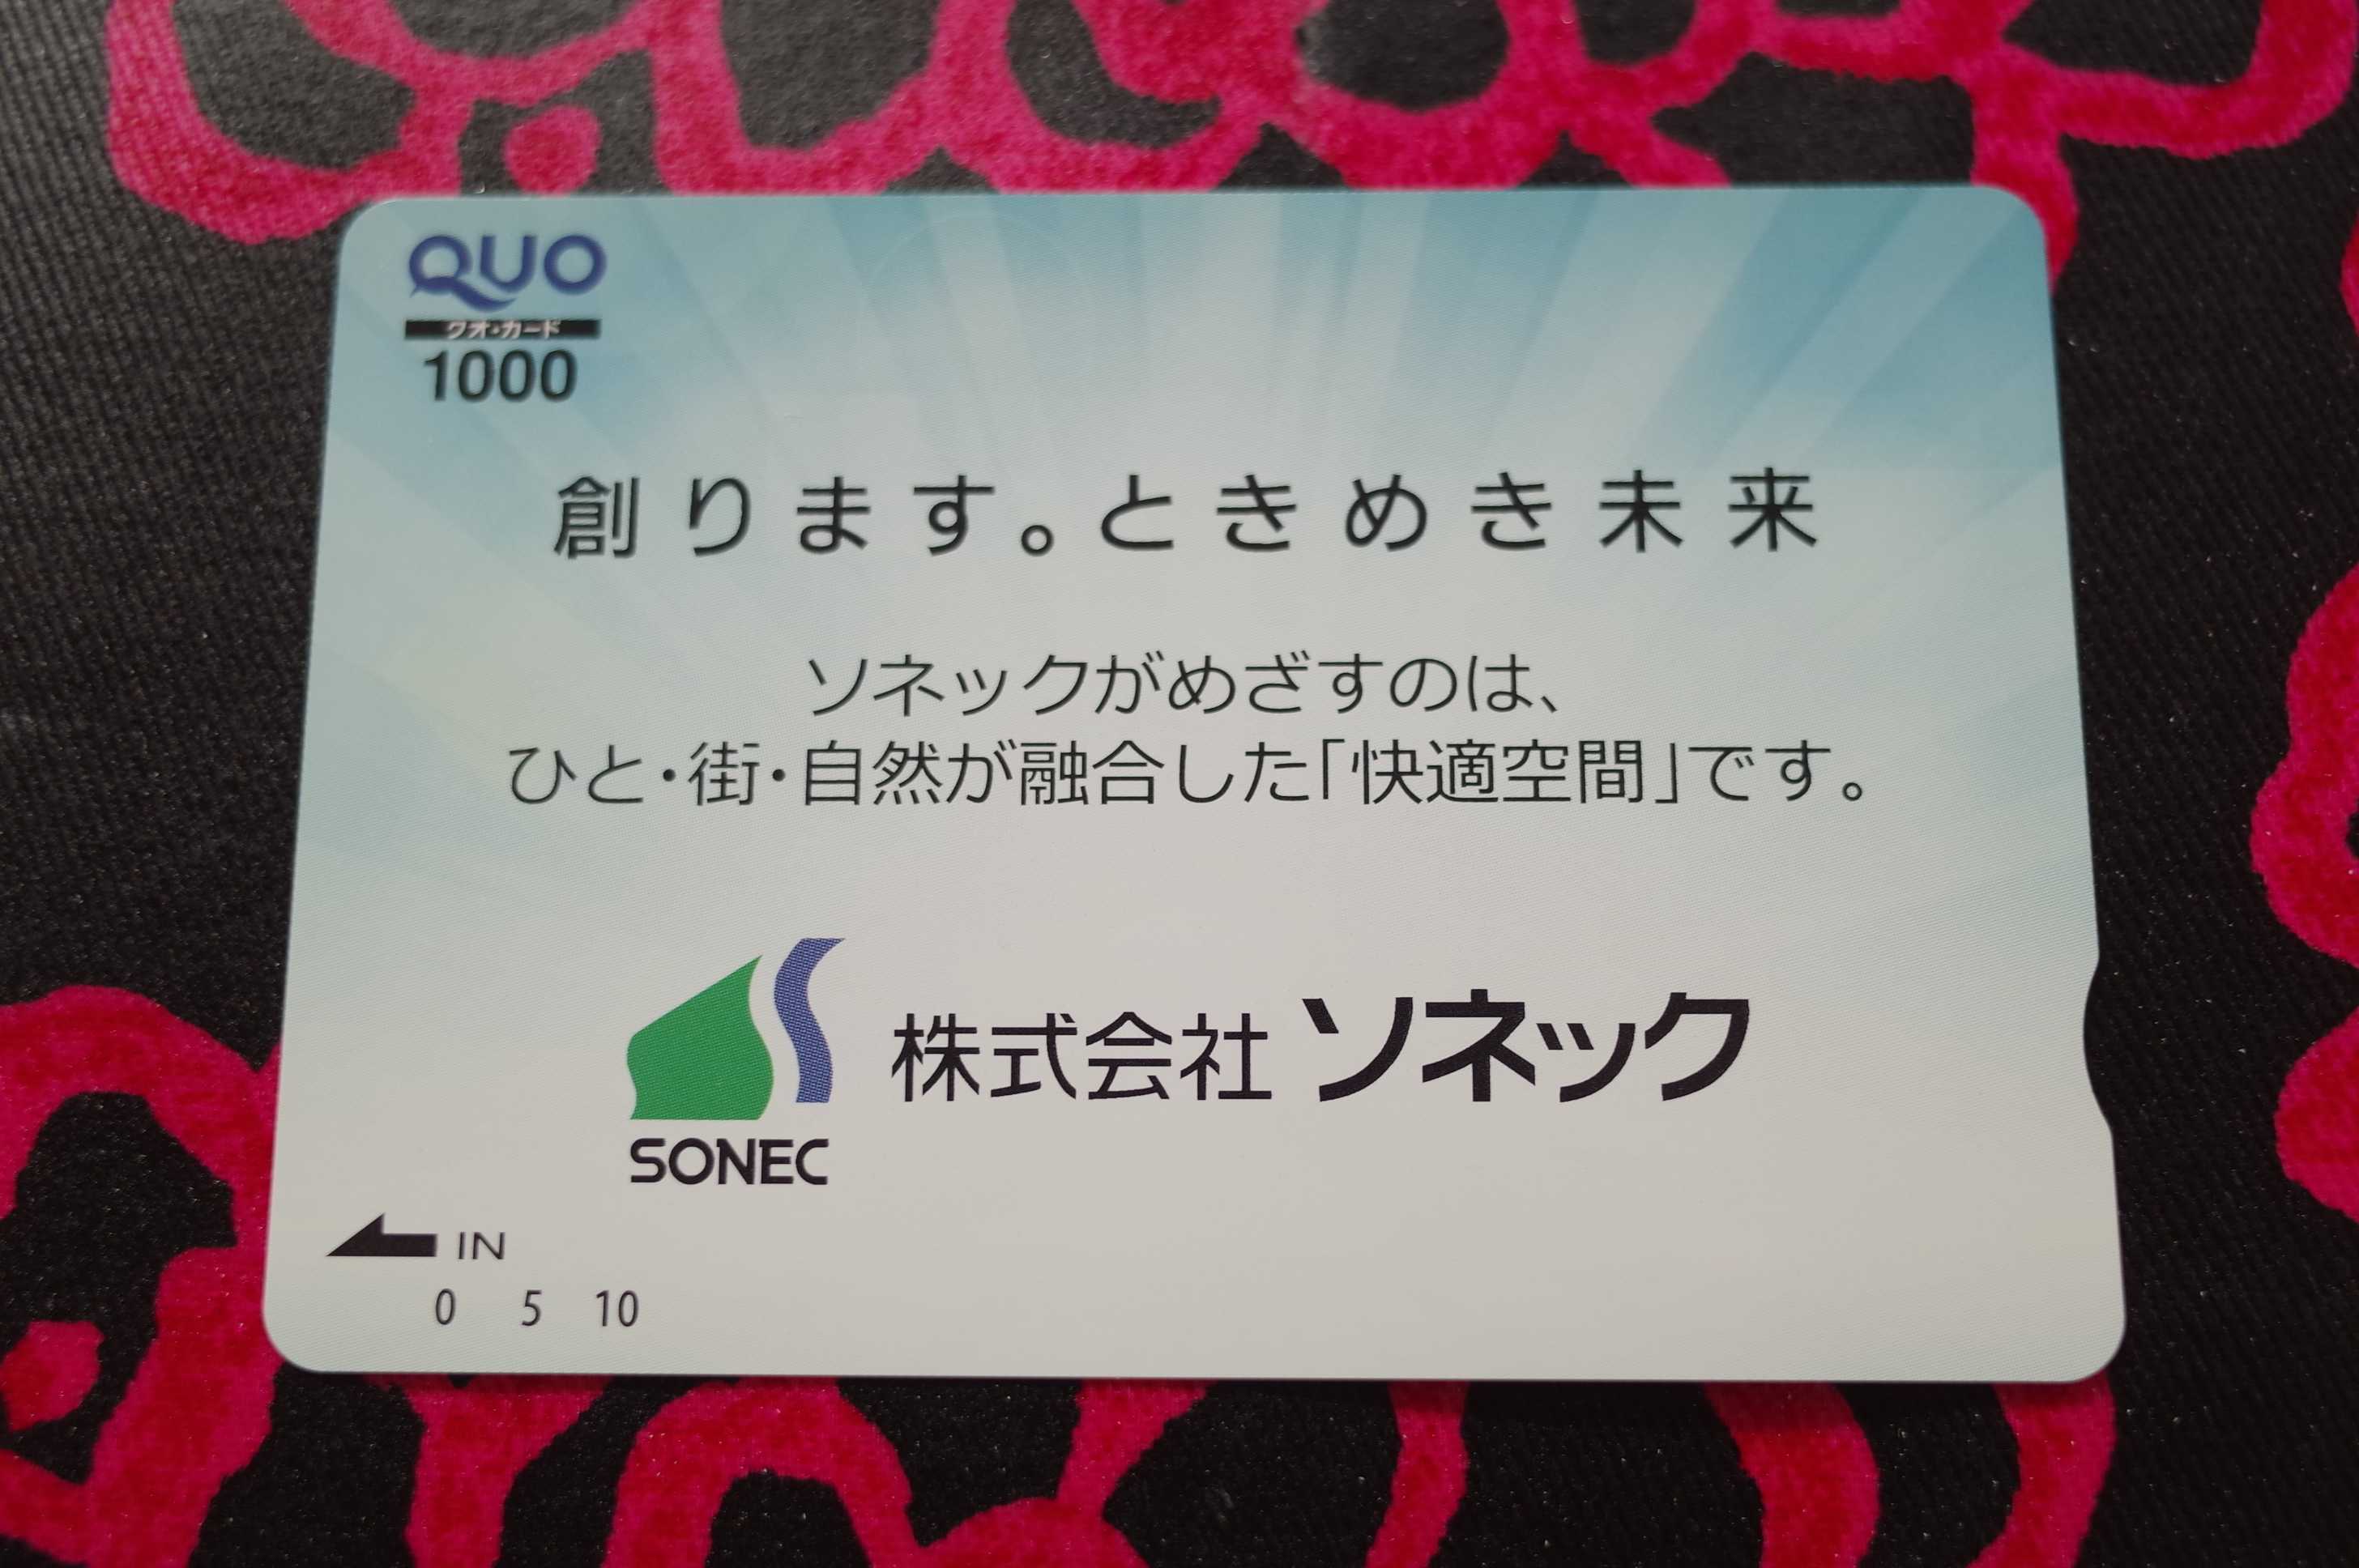 QUO
クオ・カード
1000
創ります。ときめき未来
ソネックがめざすのは、
ひと・街・自然が融合した「快適空間」です。
株式会社 ソネック
SONEC
IN
0 5 10